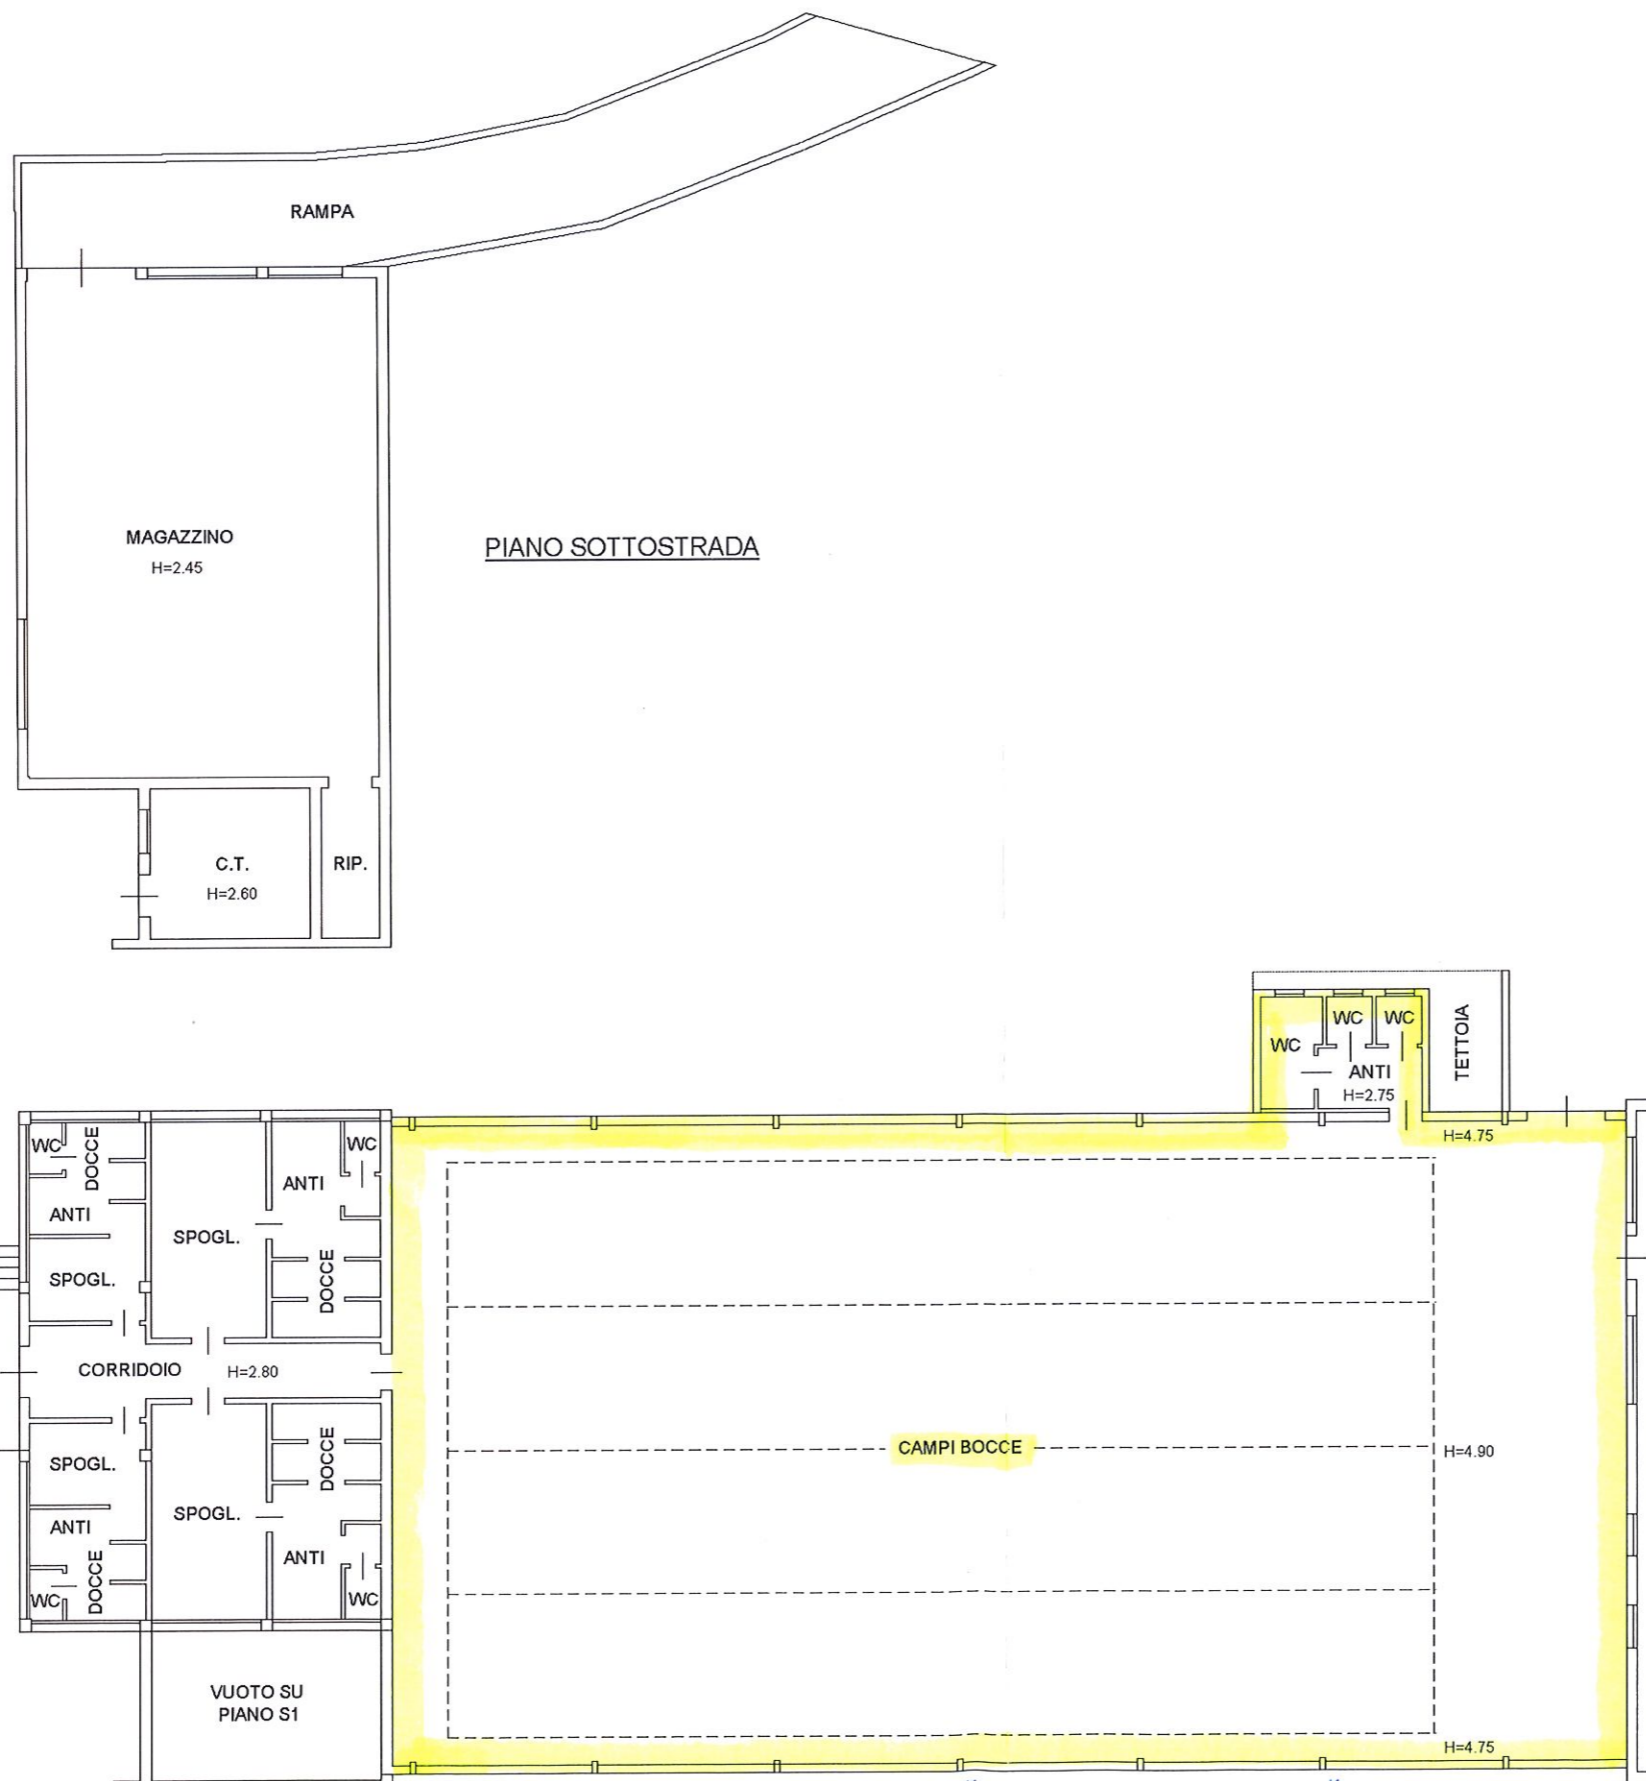 RAMPA
MAGAZZINO
H=2.45
PIANO SOTTOSTRADA
C.T.
H=2.60
RIP.
WC
WC
WC
ANTI
H=2.75
TETTOIA
H=4.75
WC
DOCCE
ANTI
SPOGL.
SPOGL.
ANTI
WC
DOCCE
CORRIDOIO
H=2.80
SPOGL.
ANTI
DOCCE
WC
SPOGL.
DOCCE
ANTI
WC
CAMPI BOCCE
H=4.90
VUOTO SU
PIANO S1
H=4.75